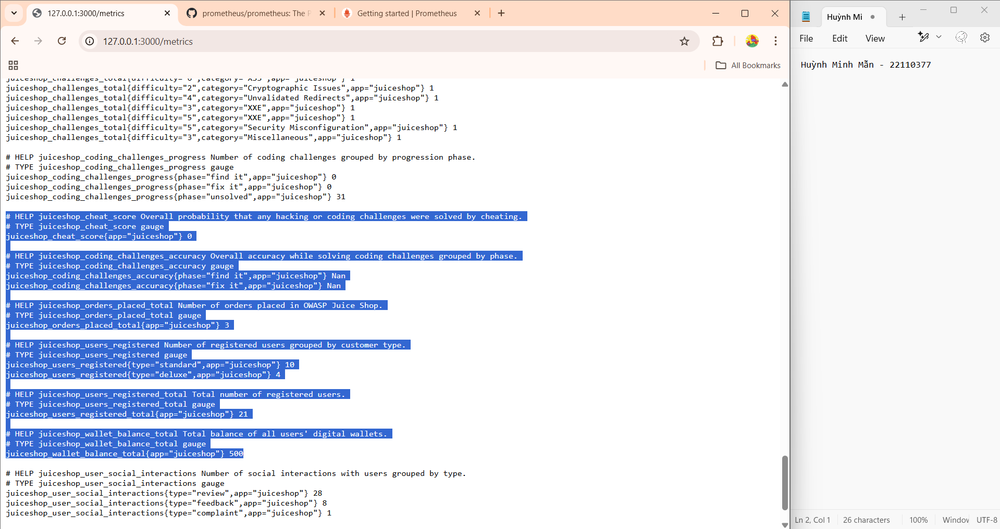 127.0.0.1:3000/metrics
prometheus/prometheus: The P
Getting started | Prometheus
127.0.0.1:3000/metrics
All Bookmarks
juiceshop_challenges_total{difficulty="6",category="XSS",app="juiceshop"} 1
juiceshop_challenges_total{difficulty="2",category="Cryptographic Issues",app="juiceshop"} 1
juiceshop_challenges_total{difficulty="4",category="Unvalidated Redirects",app="juiceshop"} 1
juiceshop_challenges_total{difficulty="3",category="XXE",app="juiceshop"} 1
juiceshop_challenges_total{difficulty="5",category="XXE",app="juiceshop"} 1
juiceshop_challenges_total{difficulty="5",category="Security Misconfiguration",app="juiceshop"} 1
juiceshop_challenges_total{difficulty="3",category="Miscellaneous",app="juiceshop"} 1
# HELP juiceshop_coding_challenges_progress Number of coding challenges grouped by progression phase.
# TYPE juiceshop_coding_challenges_progress gauge
juiceshop_coding_challenges_progress{phase="find it",app="juiceshop"} 0
juiceshop_coding_challenges_progress{phase="fix it",app="juiceshop"} 0
juiceshop_coding_challenges_progress{phase="unsolved",app="juiceshop"} 31
# HELP juiceshop_cheat_score Overall probability that any hacking or coding challenges were solved by cheating.
# TYPE juiceshop_cheat_score gauge
juiceshop_cheat_score{app="juiceshop"} 0
# HELP juiceshop_coding_challenges_accuracy Overall accuracy while solving coding challenges grouped by phase.
# TYPE juiceshop_coding_challenges_accuracy gauge
juiceshop_coding_challenges_accuracy{phase="find it",app="juiceshop"} Nan
juiceshop_coding_challenges_accuracy{phase="fix it",app="juiceshop"} Nan
# HELP juiceshop_orders_placed_total Number of orders placed in OWASP Juice Shop.
# TYPE juiceshop_orders_placed_total gauge
juiceshop_orders_placed_total{app="juiceshop"} 3
# HELP juiceshop_users_registered Number of registered users grouped by customer type.
# TYPE juiceshop_users_registered gauge
juiceshop_users_registered{type="standard",app="juiceshop"} 10
juiceshop_users_registered{type="deluxe",app="juiceshop"} 4
# HELP juiceshop_users_registered_total Total number of registered users.
# TYPE juiceshop_users_registered_total gauge
juiceshop_users_registered_total{app="juiceshop"} 21
# HELP juiceshop_wallet_balance_total Total balance of all users' digital wallets.
# TYPE juiceshop_wallet_balance_total gauge
juiceshop_wallet_balance_total{app="juiceshop"} 500
# HELP juiceshop_user_social_interactions Number of social interactions with users grouped by type.
# TYPE juiceshop_user_social_interactions gauge
juiceshop_user_social_interactions{type="review",app="juiceshop"} 28
juiceshop_user_social_interactions{type="feedback",app="juiceshop"} 8
juiceshop_user_social_interactions{type="complaint",app="juiceshop"} 1
Huỳnh Mi
File Edit View
Huỳnh Minh Mẫn - 22110377
Ln 2, Col 1 26 characters 100% Window UTF-8